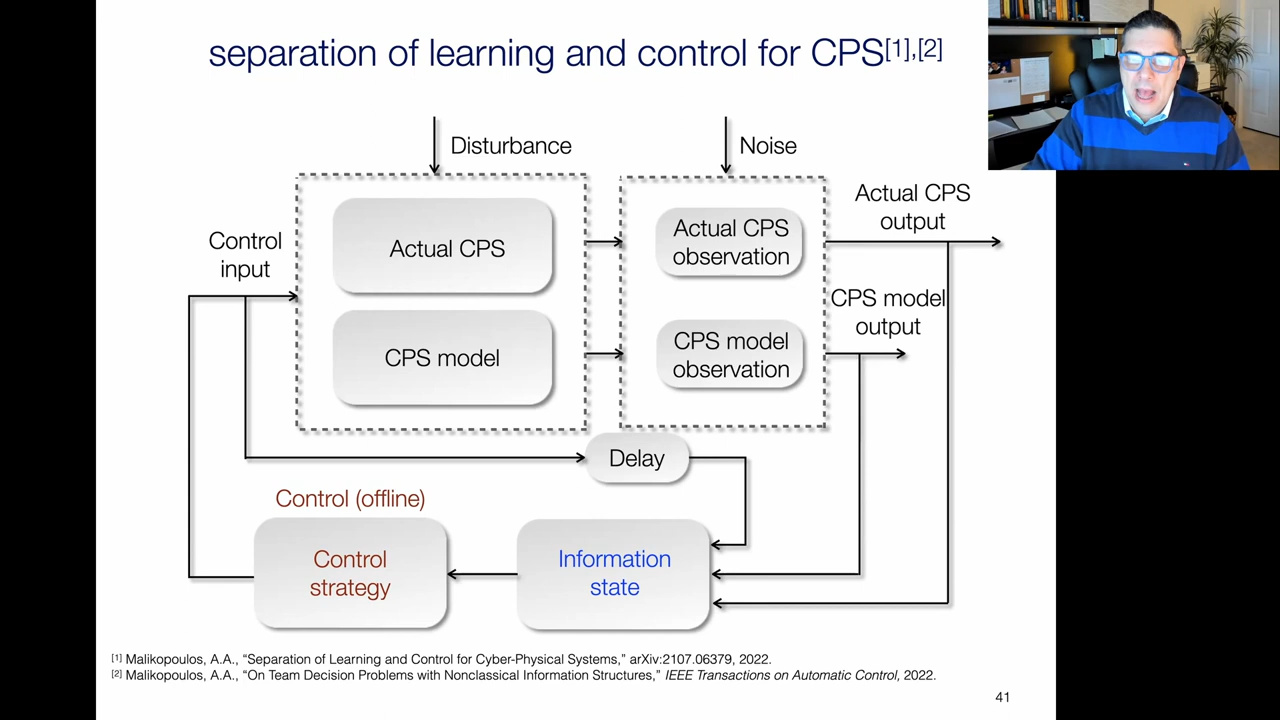 separation of learning and control for CPS[1],[2]
Disturbance
Noise
Actual CPS
output
Control
input
Actual CPS
Actual CPS
observation
CPS model
output
CPS model
CPS model
observation
Delay
Control (offline)
Control
strategy
Information
state
[1] Malikopoulos, A.A., “Separation of Learning and Control for Cyber-Physical Systems,” arXiv:2107.06379, 2022.
[2] Malikopoulos, A.A., “On Team Decision Problems with Nonclassical Information Structures,” IEEE Transactions on Automatic Control, 2022.
41